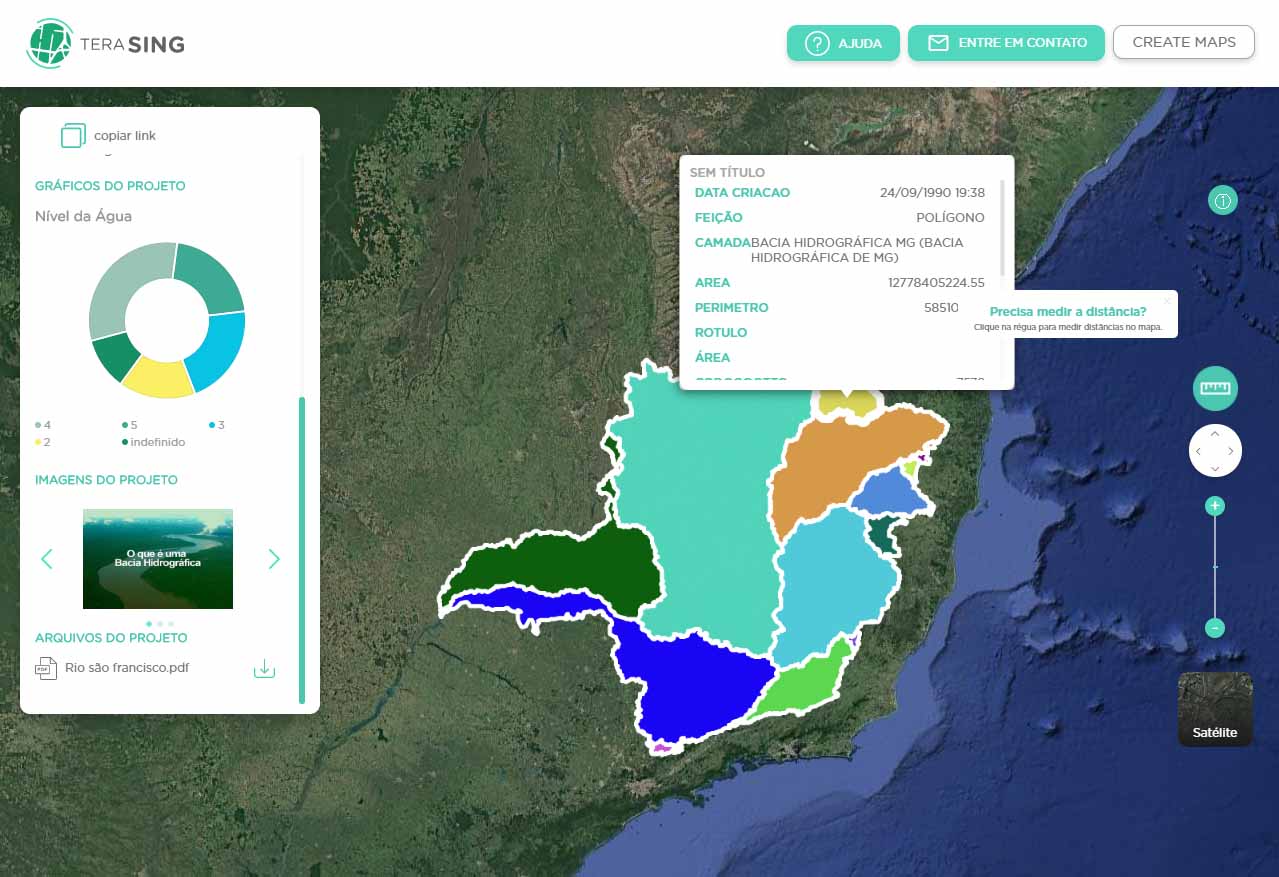 TERA SING
AJUDA
ENTRE EM CONTATO
CREATE MAPS
copiar link
GRÁFICOS DO PROJETO
Nível da Água
4
5
3
2
indefinido
IMAGENS DO PROJETO
O que é uma
Bacia Hidrográfica
ARQUIVOS DO PROJETO
PDF
Rio são francisco.pdf
SEM TÍTULO
DATA CRIACAO 24/09/1990 19:38
FEIÇÃO POLÍGONO
CAMADA BACIA HIDROGRÁFICA MG (BACIA
HIDROGRÁFICA DE MG)
AREA 12778405224.55
PERIMETRO 58510
ROTULO
ÁREA
Precisa medir a distância?
Clique na régua para medir distâncias no mapa.
Satélite